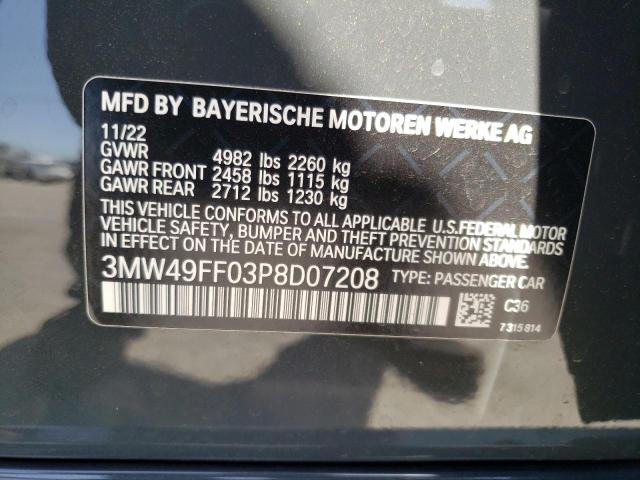 MFD BY BAYERISCHE MOTOREN WERKE AG
11/22
GVWR 4982 lbs 2260 kg
GAWR FRONT 2458 lbs 1115 kg
GAWR REAR 2712 lbs 1230 kg
THIS VEHICLE CONFORMS TO ALL APPLICABLE U.S.FEDERAL MOTOR
VEHICLE SAFETY, BUMPER AND THEFT PREVENTION STANDARDS
IN EFFECT ON THE DATE OF MANUFACTURE SHOWN ABOVE.
3MW49FF03P8D07208 TYPE: PASSENGER CAR
C36
7315814